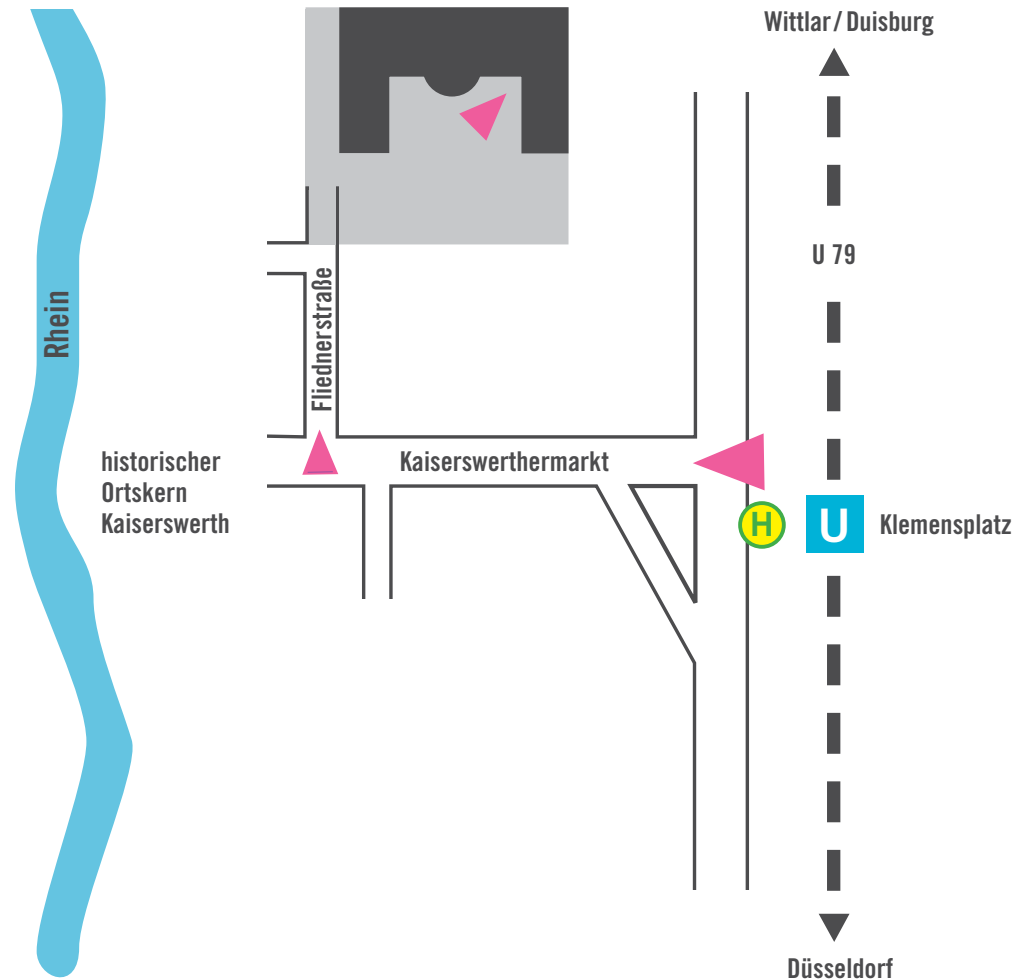 Wittlar / Duisburg
U 79
Rhein
Fliednerstraße
historischer
Ortskern
Kaiserswerth
Kaiserswerthermarkt
H
U
Klemensplatz
Düsseldorf